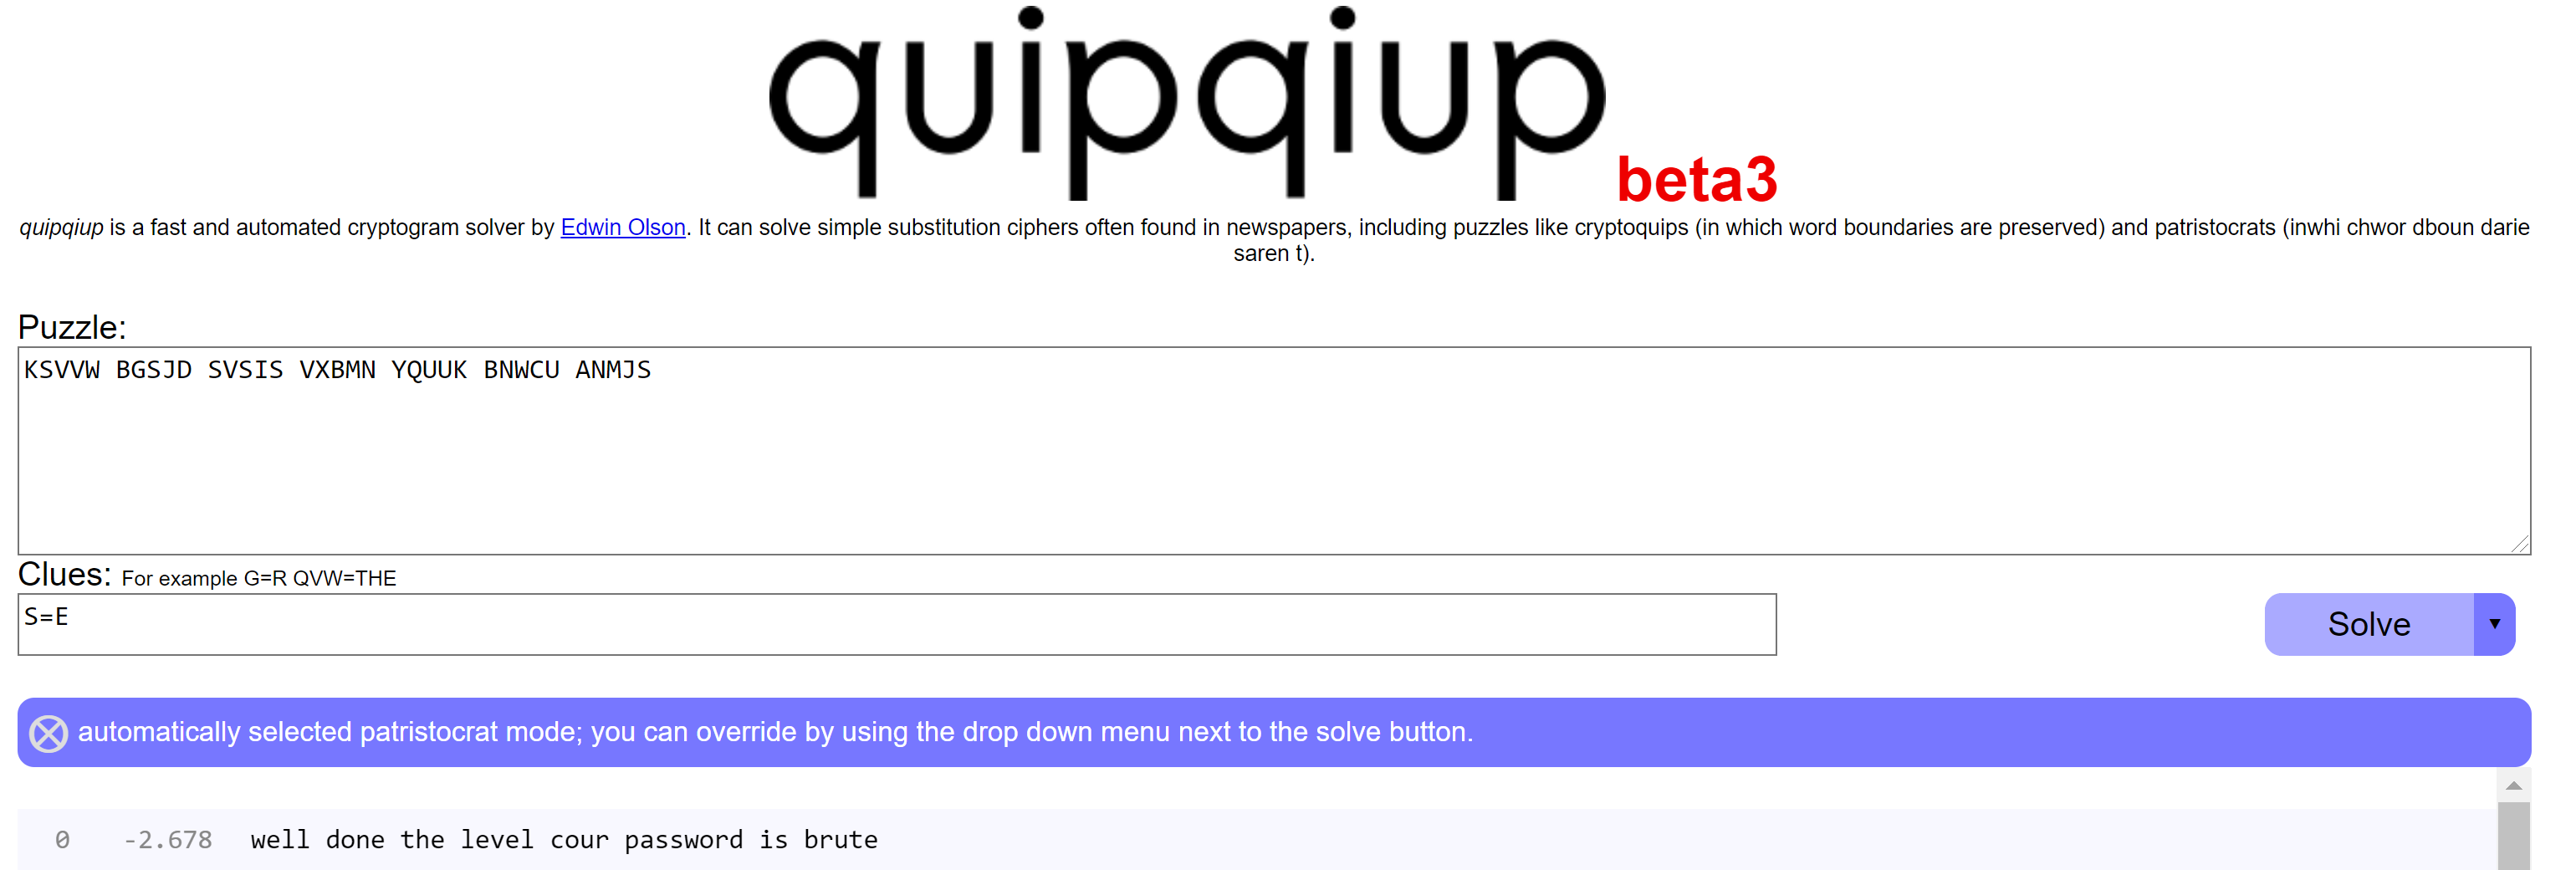 quipqiup beta3
quipqiup is a fast and automated cryptogram solver by Edwin Olson. It can solve simple substitution ciphers often found in newspapers, including puzzles like cryptoquips (in which word boundaries are preserved) and patristocrats (inwhi chwor dboun darie
saren t).
Puzzle:
KSVVW BGSJD SVSIS VXBMN YQUUK BNWCU ANMJS
Clues: For example G=R QVW=THE
S=E
Solve ▼
automatically selected patristocrat mode; you can override by using the drop down menu next to the solve button.
0 -2.678 well done the level cour password is brute